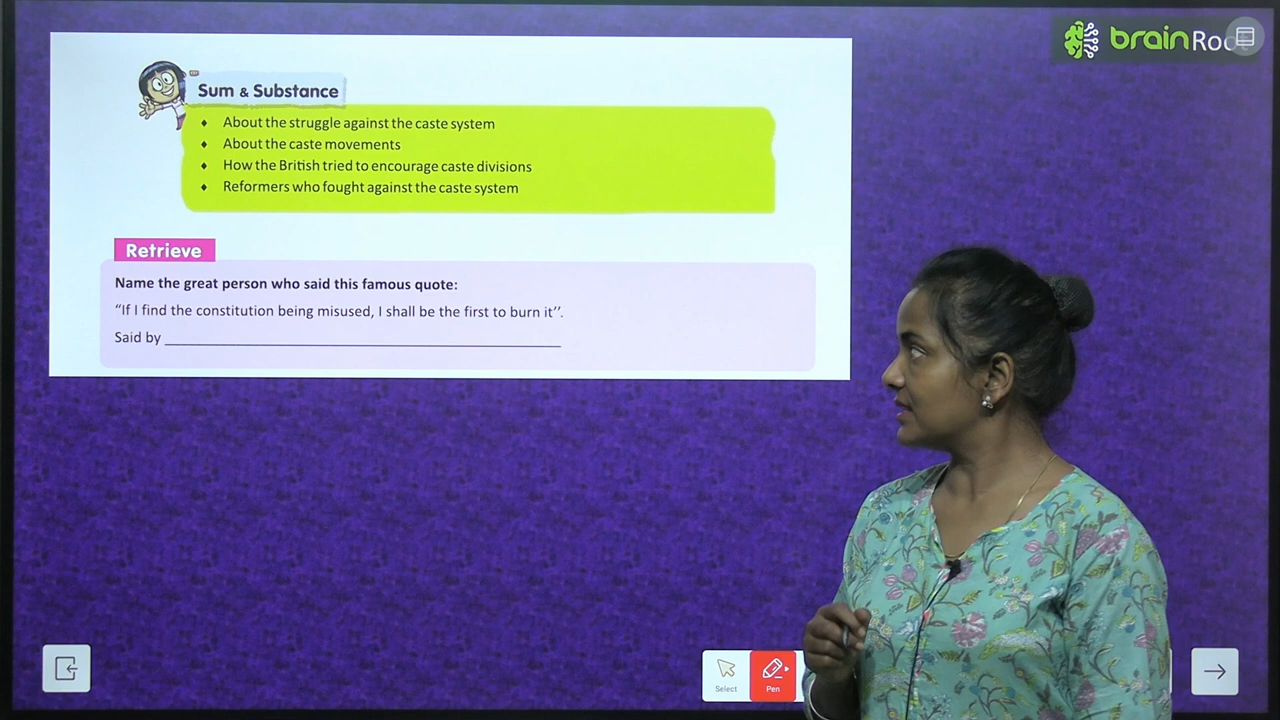 brainRoo
Sum & Substance
♦ About the struggle against the caste system
♦ About the caste movements
♦ How the British tried to encourage caste divisions
♦ Reformers who fought against the caste system
Retrieve
Name the great person who said this famous quote:
“If I find the constitution being misused, I shall be the first to burn it’’.
Said by
Select
Pen